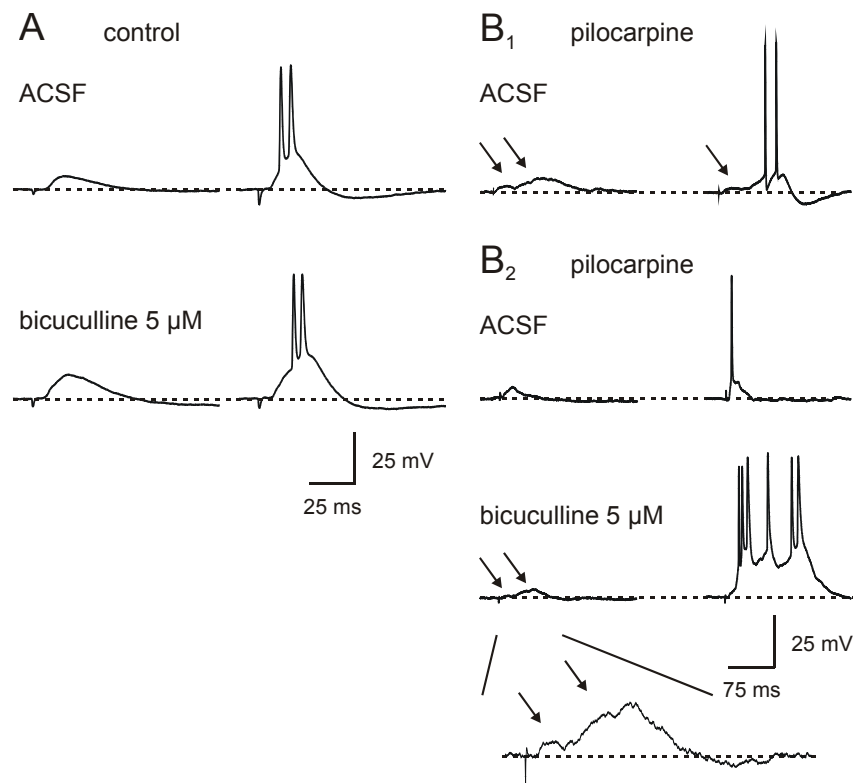 A control
ACSF
bicuculline 5 µM
25 mV
25 ms
B1 pilocarpine
ACSF
B2 pilocarpine
ACSF
bicuculline 5 µM
25 mV
75 ms